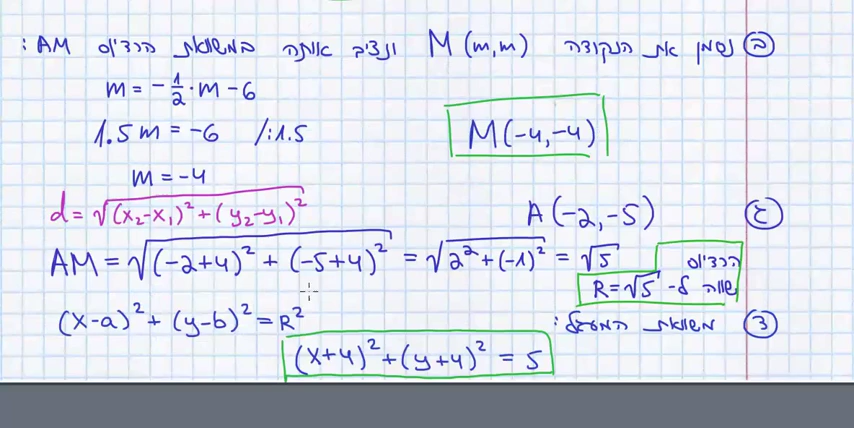 ב נסמן את הנקודה M(m,m) ונציב אותה במשוואת הרדיוס AM:
m = -1/2 · m - 6
1.5m = -6 /:1.5
M(-4,-4)
m = -4
d = √((x₂-x₁)² + (y₂-y₁)²)
ג A(-2,-5)
AM = √((-2+4)² + (-5+4)²) = √(2² + (-1)²) = √5
הרדיוס
שווה ל- R = √5
ד משוואת המעגל:
(x-a)² + (y-b)² = R²
(x+4)² + (y+4)² = 5